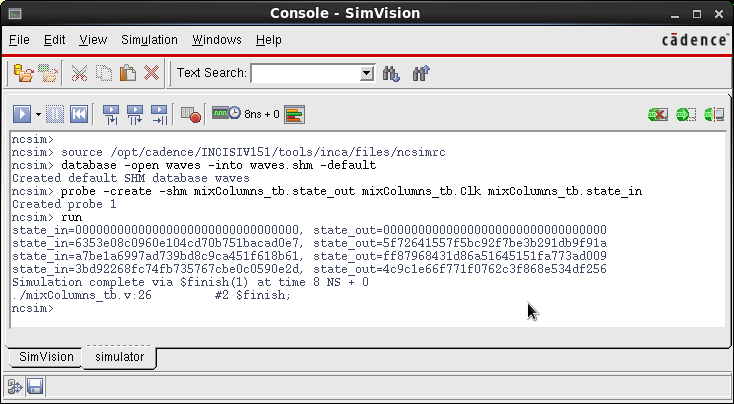 Console - SimVision
File Edit View Simulation Windows Help
cādence
Text Search:
8ns + 0
ncsim>
ncsim> source /opt/cadence/INCISIV151/tools/inca/files/ncsimrc
ncsim> database -open waves -into waves.shm -default
Created default SHM database waves
ncsim> probe -create -shm mixColumns_tb.state_out mixColumns_tb.Clk mixColumns_tb.state_in
Created probe 1
ncsim> run
state_in=00000000000000000000000000000000, state_out=00000000000000000000000000000000
state_in=6353e08c0960e104cd70b751bacad0e7, state_out=5f72641557f5bc92f7be3b291db9f91a
state_in=a7be1a6997ad739bd8c9ca451f618b61, state_out=ff87968431d86a51645151fa773ad009
state_in=3bd92268fc74fb735767cbe0c0590e2d, state_out=4c9c1e66f771f0762c3f868e534df256
Simulation complete via $finish(1) at time 8 NS + 0
./mixColumns_tb.v:26 #2 $finish;
ncsim>
SimVision simulator